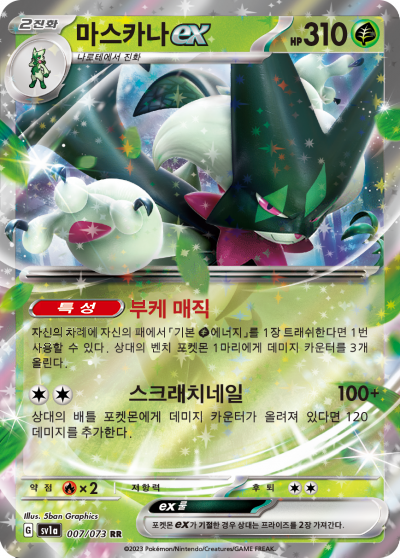 2진화
마스카나ex HP 310
나로테에서 진화
특성 부케 매직
자신의 차례에 자신의 패에서 「기본 에너지」를 1장 트래쉬한다면 1번
사용할 수 있다. 상대의 벤치 포켓몬 1마리에게 데미지 카운터를 3개
올린다.
스크래치네일 100+
상대의 배틀 포켓몬에게 데미지 카운터가 올려져 있다면 120
데미지를 추가한다.
약점 ×2 저항력 후퇴
ex 룰
포켓몬 ex가 기절한 경우 상대는 프라이즈를 2장 가져간다.
Illus. 5ban Graphics
G sv1a 007/073 RR
©2023 Pokémon/Nintendo/Creatures/GAME FREAK.